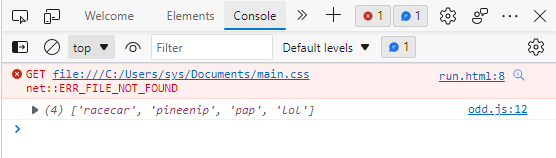 Welcome Elements Console 1 1
top Filter Default levels 1
GET file:///C:/Users/sys/Documents/main.css run.html:8
net::ERR_FILE_NOT_FOUND
(4) ['racecar', 'pineenip', 'pap', 'lol'] odd.js:12